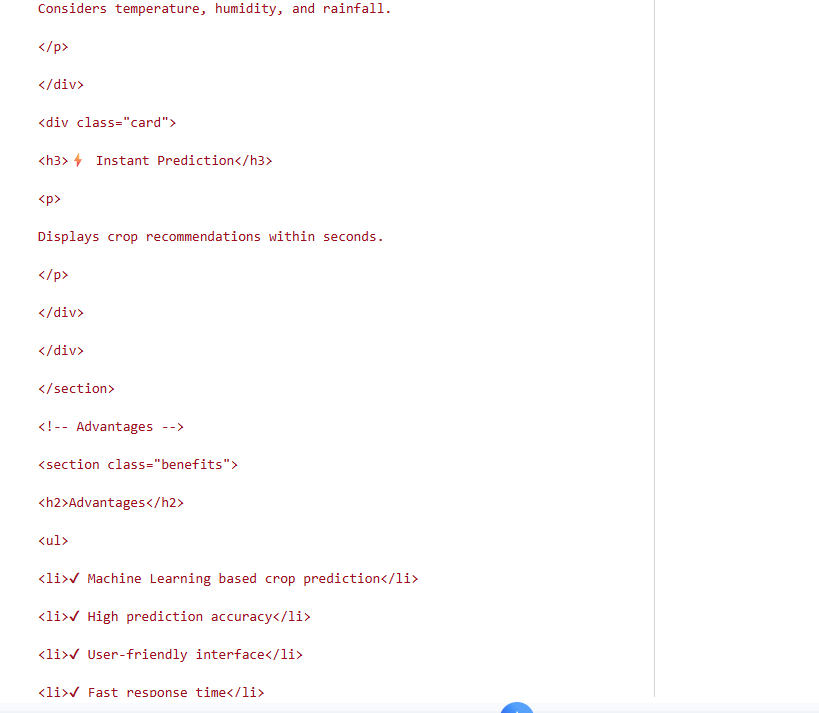 Considers temperature, humidity, and rainfall.
</p>
</div>
<div class="card">
<h3>⚡ Instant Prediction</h3>
<p>
Displays crop recommendations within seconds.
</p>
</div>
</div>
</section>
<!-- Advantages -->
<section class="benefits">
<h2>Advantages</h2>
<ul>
<li>✔ Machine Learning based crop prediction</li>
<li>✔ High prediction accuracy</li>
<li>✔ User-friendly interface</li>
<li>✔ Fast response time</li>